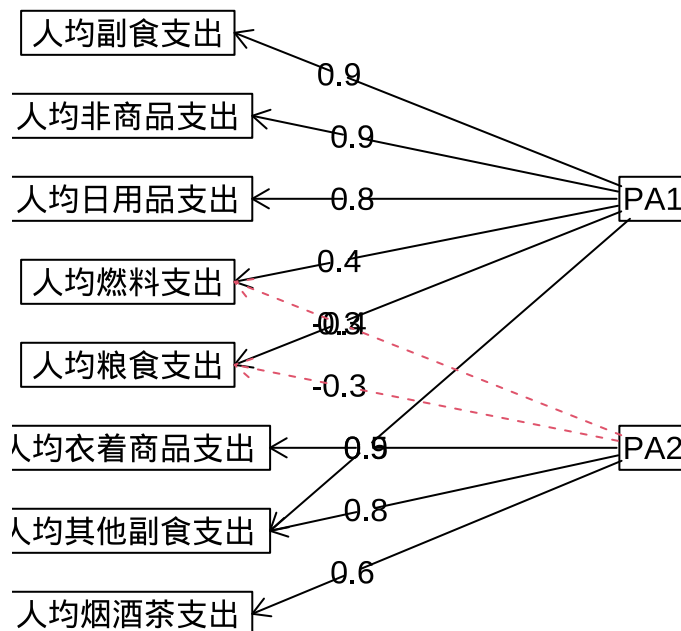 人均副食支出
0.9
人均非商品支出
0.9
人均日用品支出
0.8
PA1
人均燃料支出
0.4
人均粮食支出
-0.3
人均衣着商品支出
PA2
人均其他副食支出
0.8
人均烟酒茶支出
0.6